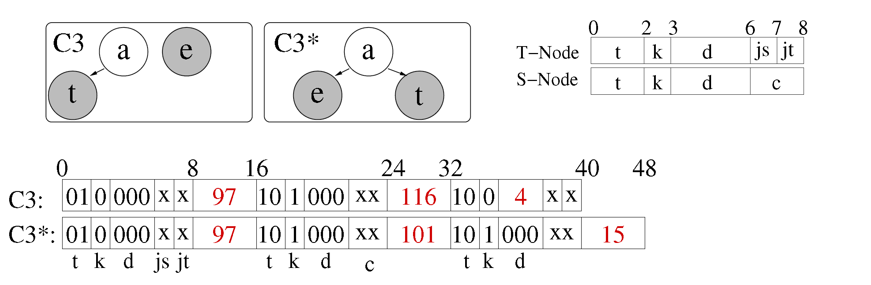 C3 a e t
C3* a e t
0 2 3 6 7 8
T-Node t k d js jt
S-Node t k d c
0 8 16 24 32 40 48
C3: 01 0 000 x x 97 10 1 000 xx 116 10 0 4 x x
C3*: 01 0 000 x x 97 10 1 000 xx 101 10 1 000 xx 15
t k d js jt t k d c t k d